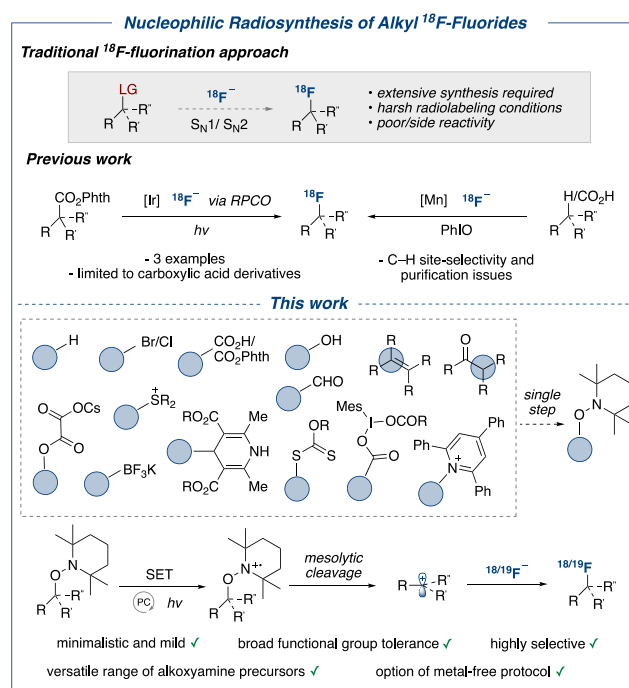 Nucleophilic Radiosynthesis of Alkyl ¹⁸F-Fluorides
Traditional ¹⁸F-fluorination approach
LG
R R' R"
¹⁸F⁻
SN1/ SN2
¹⁸F
R R' R"
• extensive synthesis required
• harsh radiolabeling conditions
• poor/side reactivity
Previous work
CO₂Phth
R R' R"
[Ir] ¹⁸F⁻ via RPCO
hν
¹⁸F
R R' R"
[Mn] ¹⁸F⁻
PhIO
H/CO₂H
R R' R"
- 3 examples
- limited to carboxylic acid derivatives
- C–H site-selectivity and
purification issues
This work
H
Br/Cl
CO₂H/
CO₂Phth
OH
R R R
O R R
CHO
O OCs O O
+
SR₂
BF₃K
RO₂C Me NH Me RO₂C
OR S S
Mes I OCOR O O
Ph Ph N+ Ph
single
step
N O
N O R R' R"
SET
PC hν
N+• O R R' R"
mesolytic
cleavage
R + R" R'
18/19F⁻
18/19F
R R' R"
minimalistic and mild ✓
broad functional group tolerance ✓
highly selective ✓
versatile range of alkoxyamine precursors ✓
option of metal-free protocol ✓